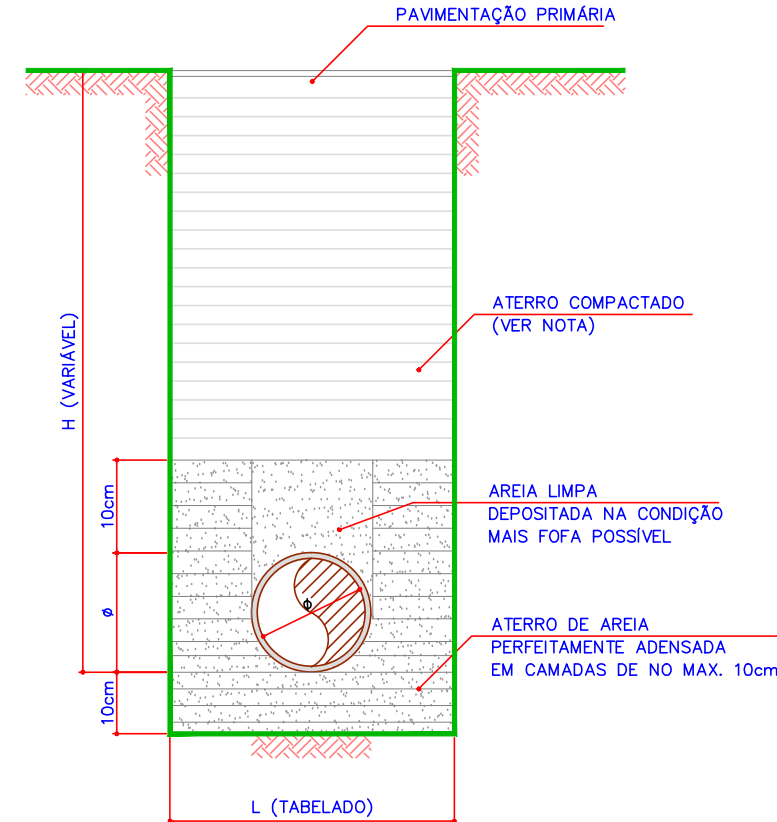 PAVIMENTAÇÃO PRIMÁRIA
ATERRO COMPACTADO
(VER NOTA)
H (VARIÁVEL)
10cm
AREIA LIMPA
DEPOSITADA NA CONDIÇÃO
MAIS FOFA POSSÍVEL
ø
ϕ
ATERRO DE AREIA
PERFEITAMENTE ADENSADA
EM CAMADAS DE NO MAX. 10cm
10cm
L (TABELADO)